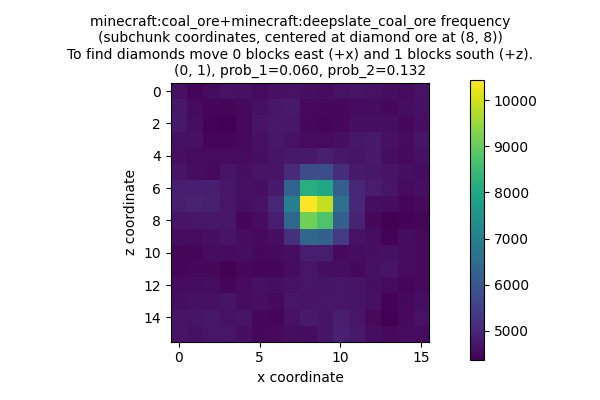 minecraft:coal_ore+minecraft:deepslate_coal_ore frequency
(subchunk coordinates, centered at diamond ore at (8, 8))
To find diamonds move 0 blocks east (+x) and 1 blocks south (+z).
(0, 1), prob_1=0.060, prob_2=0.132
0
2
4
6
8
10
12
14
z coordinate
0 5 10 15
x coordinate
10000
9000
8000
7000
6000
5000